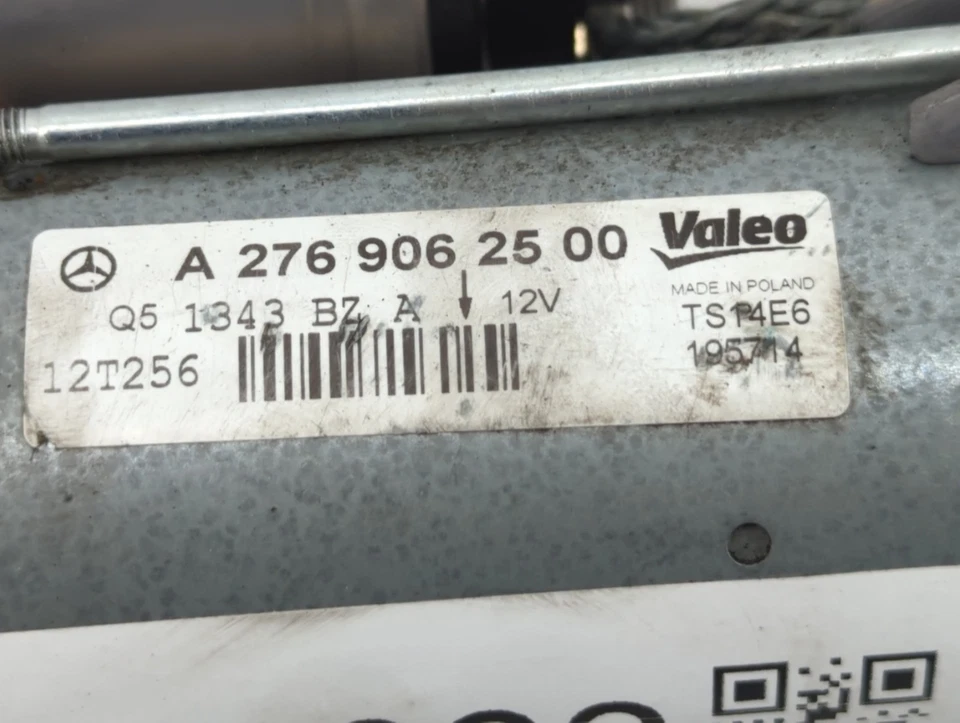 A 276 906 25 00
Valeo
MADE IN POLAND
Q5 1343 BZ A 12V
TS14E6
12T256
195714